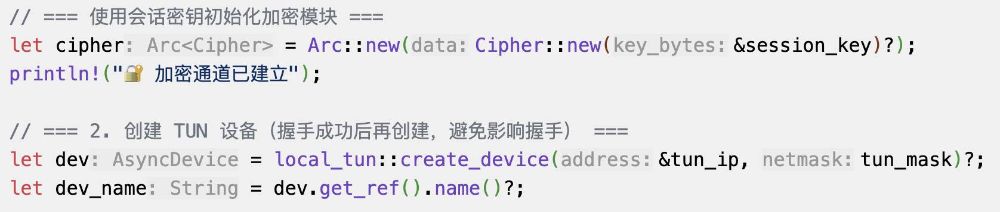 // === 使用会话密钥初始化加密模块 ===
let cipher: Arc<Cipher> = Arc::new(data: Cipher::new(key_bytes: &session_key)?);
println!("🔐 加密通道已建立");
// === 2. 创建 TUN 设备（握手成功后再创建，避免影响握手） ===
let dev: AsyncDevice = local_tun::create_device(address: &tun_ip, netmask: tun_mask)?;
let dev_name: String = dev.get_ref().name()?;